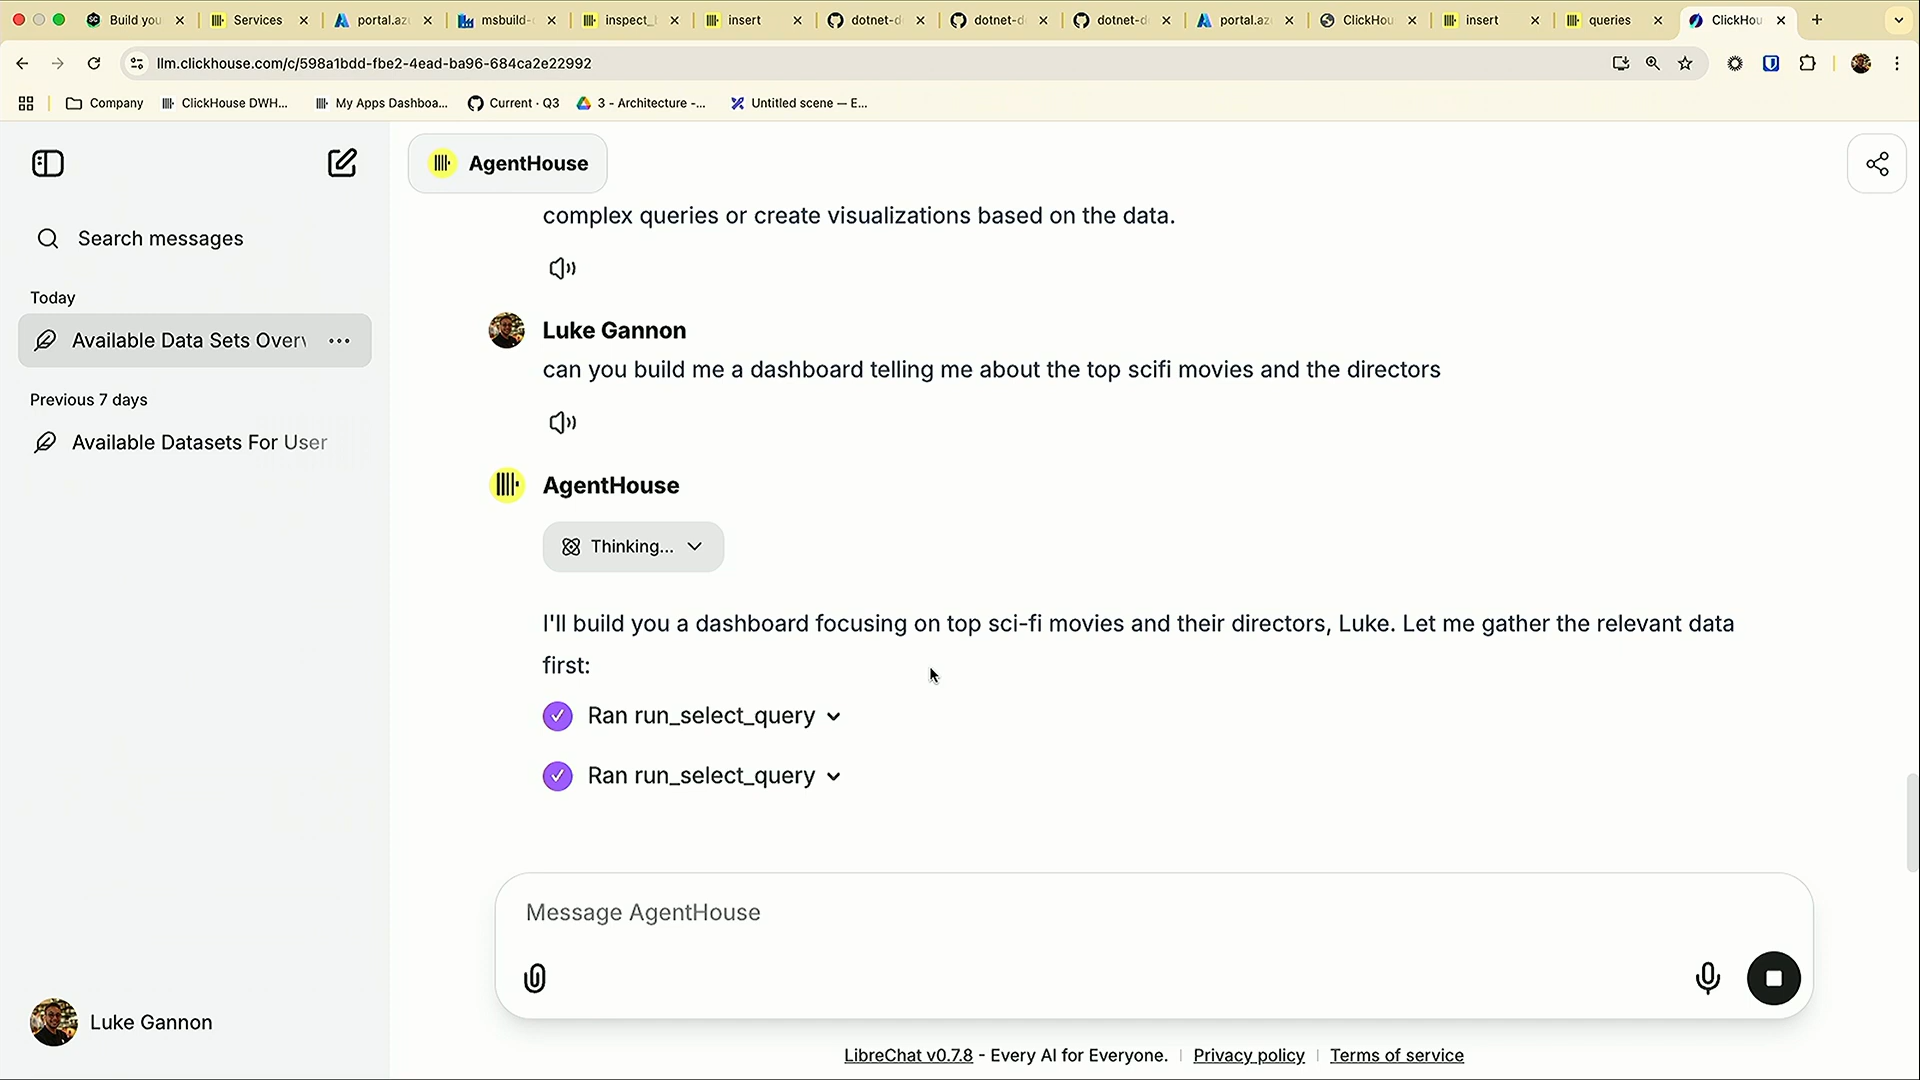 Build you
Services
portal.az
msbuild-
inspect_
insert
dotnet-d
dotnet-d
dotnet-d
portal.az
ClickHou
insert
queries
ClickHou
llm.clickhouse.com/c/598a1bdd-fbe2-4ead-ba96-684ca2e22992
Company
ClickHouse DWH...
My Apps Dashboa...
Current · Q3
3 - Architecture -...
Untitled scene — E...
AgentHouse
Search messages
Today
Available Data Sets Overv
Previous 7 days
Available Datasets For User
complex queries or create visualizations based on the data.
Luke Gannon
can you build me a dashboard telling me about the top scifi movies and the directors
AgentHouse
Thinking...
I'll build you a dashboard focusing on top sci-fi movies and their directors, Luke. Let me gather the relevant data
first:
Ran run_select_query
Ran run_select_query
Message AgentHouse
Luke Gannon
LibreChat v0.7.8 - Every AI for Everyone. | Privacy policy | Terms of service